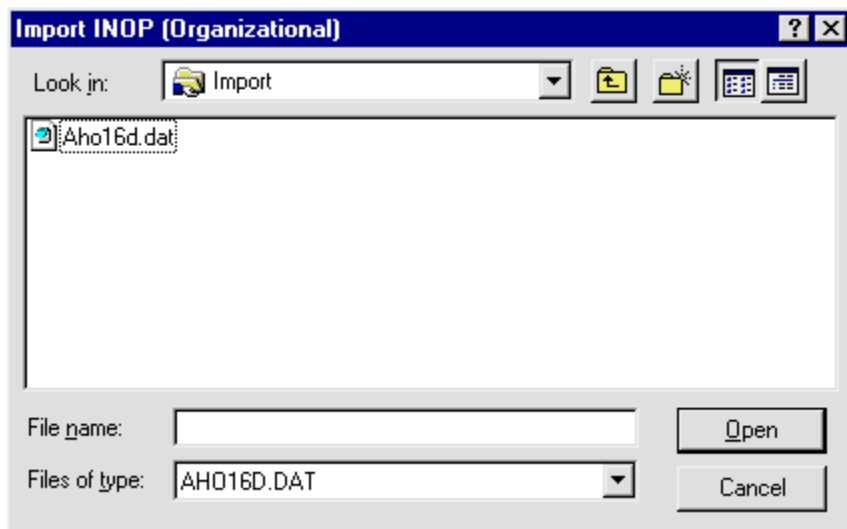 Import INOP (Organizational)
Look in: Import
Aho16d.dat
File name: Open
Files of type: AHO16D.DAT Cancel